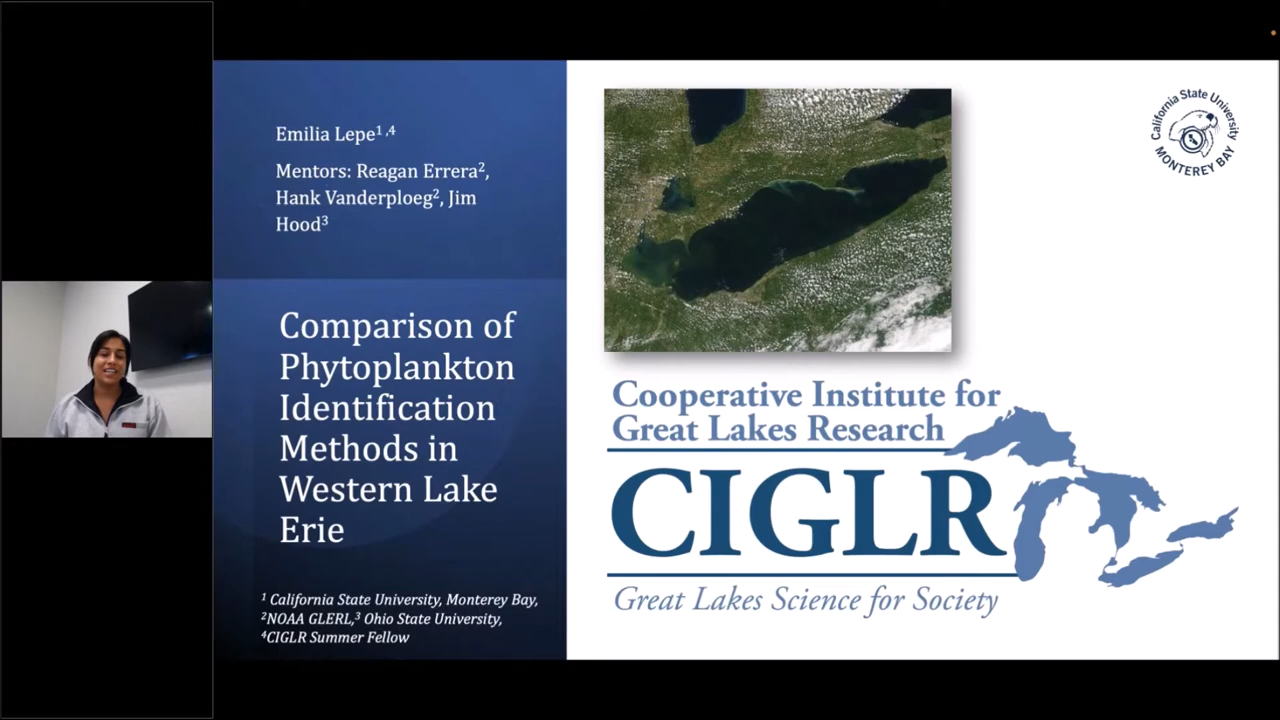 Emilia Lepe¹ ,⁴
Mentors: Reagan Errera²,
Hank Vanderploeg², Jim
Hood³
Comparison of
Phytoplankton
Identification
Methods in
Western Lake
Erie
¹ California State University, Monterey Bay,
²NOAA GLERL,³ Ohio State University,
⁴CIGLR Summer Fellow
California State University
MONTEREY BAY
Cooperative Institute for
Great Lakes Research
CIGLR
Great Lakes Science for Society